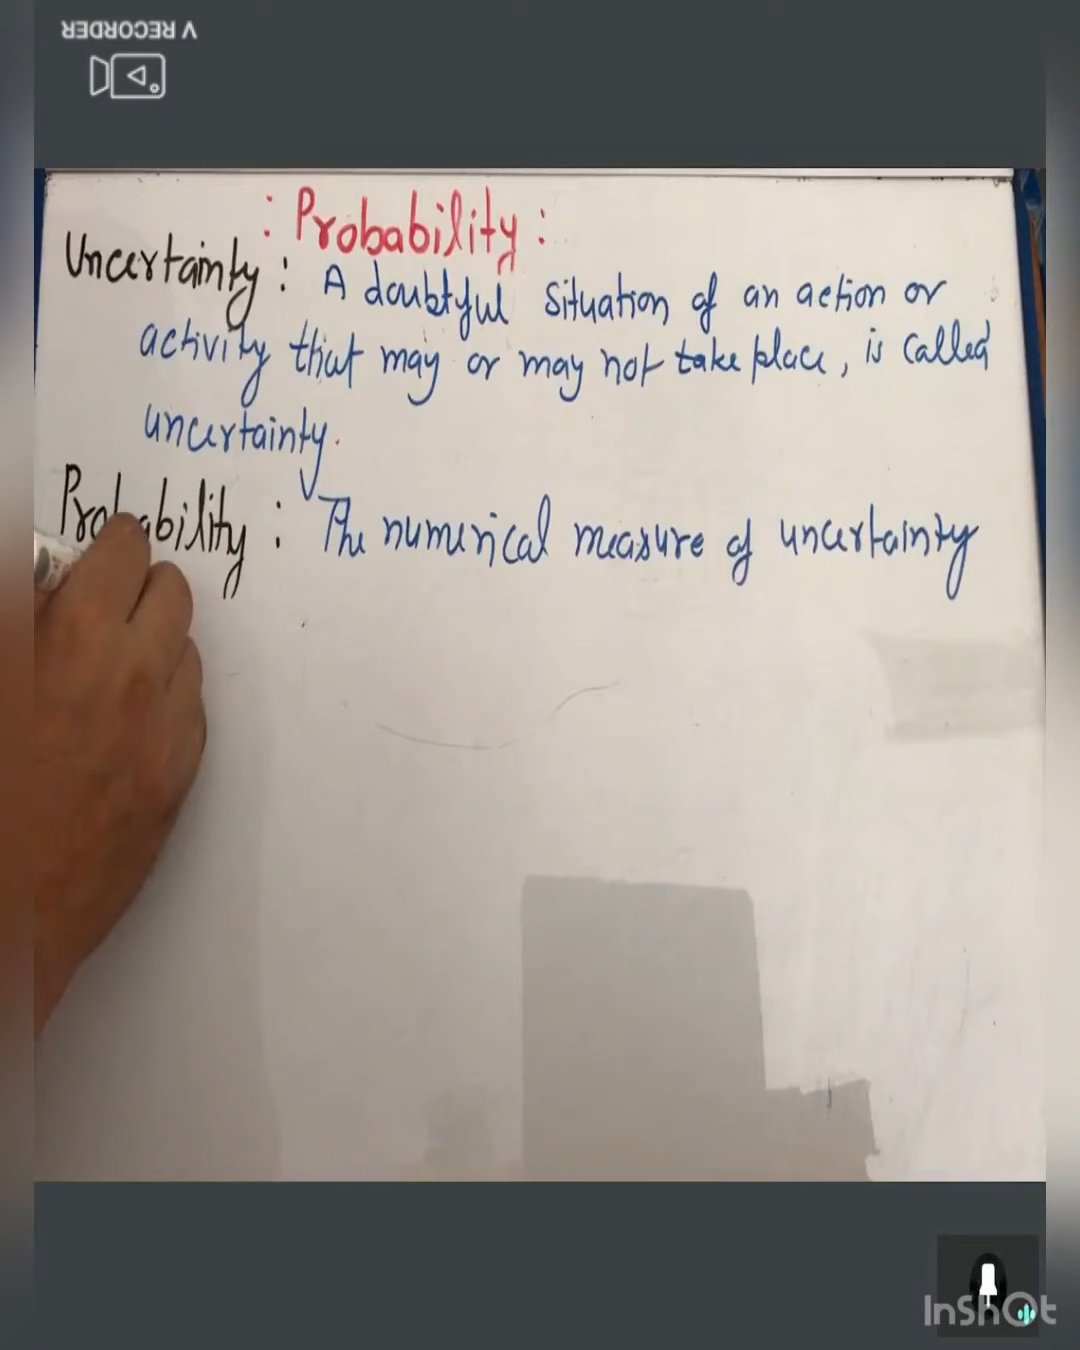 V RECORDER
: Probability :
Uncertainty : A doubtful situation of an action or
activity that may or may not take place, is called
uncertainty.
Probability : The numerical measure of uncertainty
InShOt